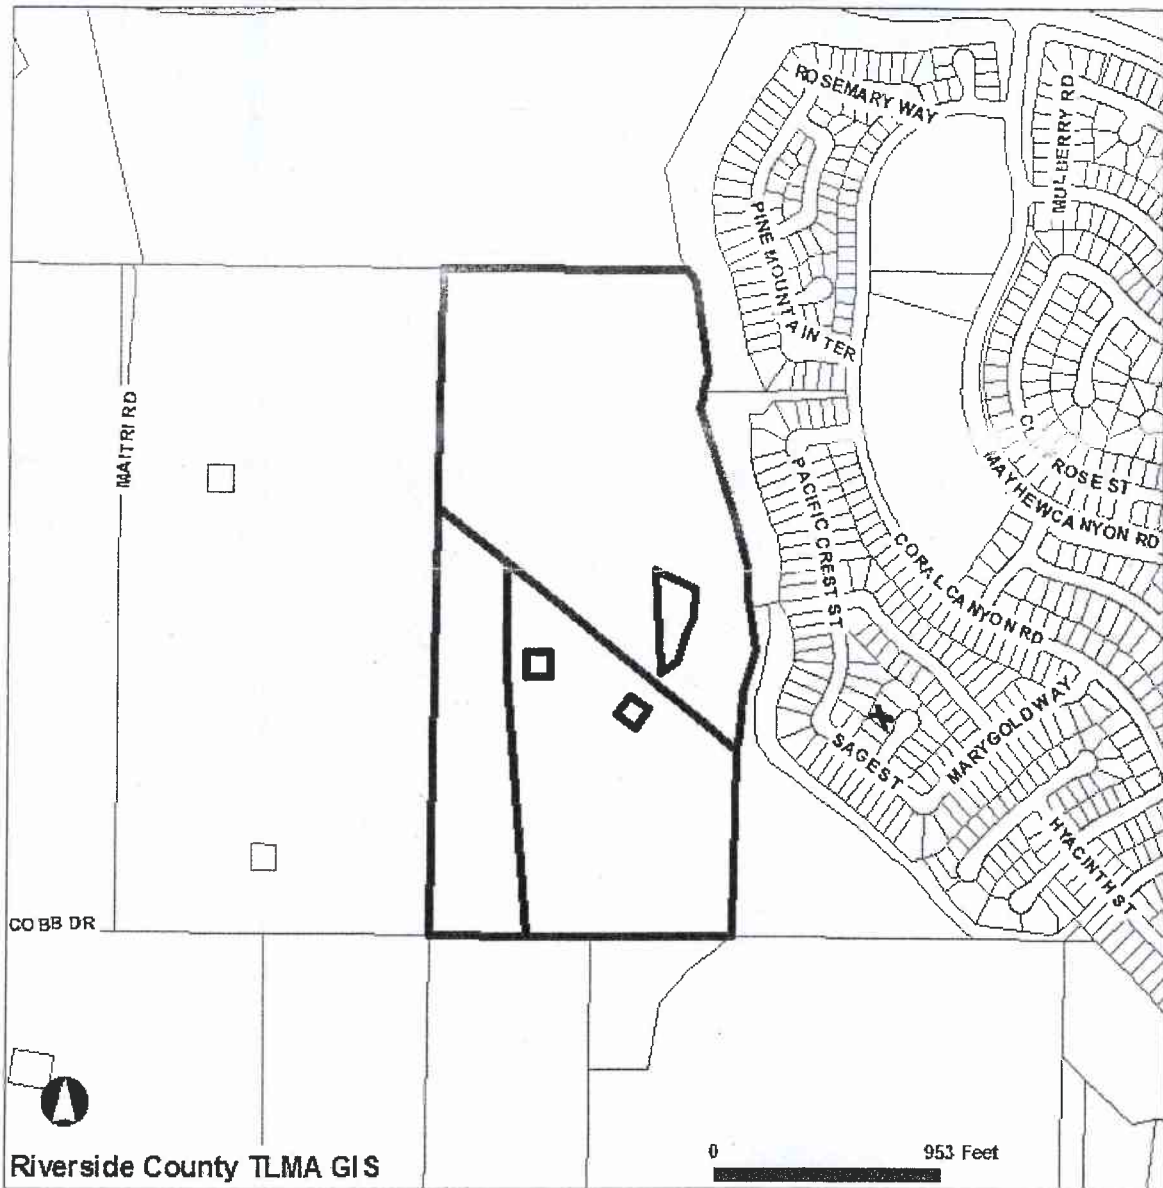 ROSEMARY WAY
MULBERRY RD
PINE MOUNTAIN TER
MAITRI RD
ROSE ST
MAYHEW CANYON RD
PACIFIC CREST ST
CORAL CANYON RD
MARYGOLD WAY
X
SAGE ST
HYACINTH ST
COBB DR
0 953 Feet
Riverside County TLMA GIS